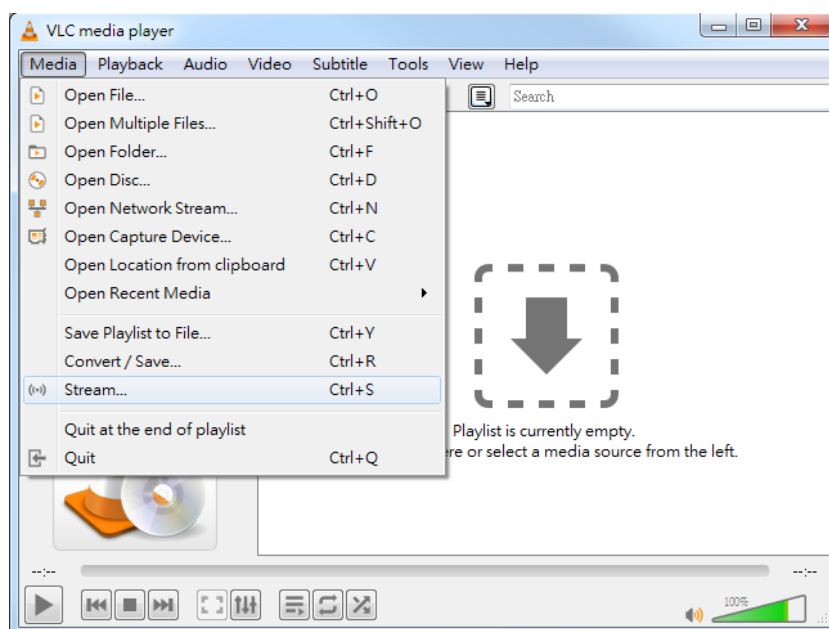 VLC media player
Media Playback Audio Video Subtitle Tools View Help
Open File... Ctrl+O
Search
Open Multiple Files... Ctrl+Shift+O
Open Folder... Ctrl+F
Open Disc... Ctrl+D
Open Network Stream... Ctrl+N
Open Capture Device... Ctrl+C
Open Location from clipboard Ctrl+V
Open Recent Media
Save Playlist to File... Ctrl+Y
Convert / Save... Ctrl+R
Stream... Ctrl+S
Quit at the end of playlist
Quit Ctrl+Q
Playlist is currently empty.
re or select a media source from the left.
--:-- --:--
100%